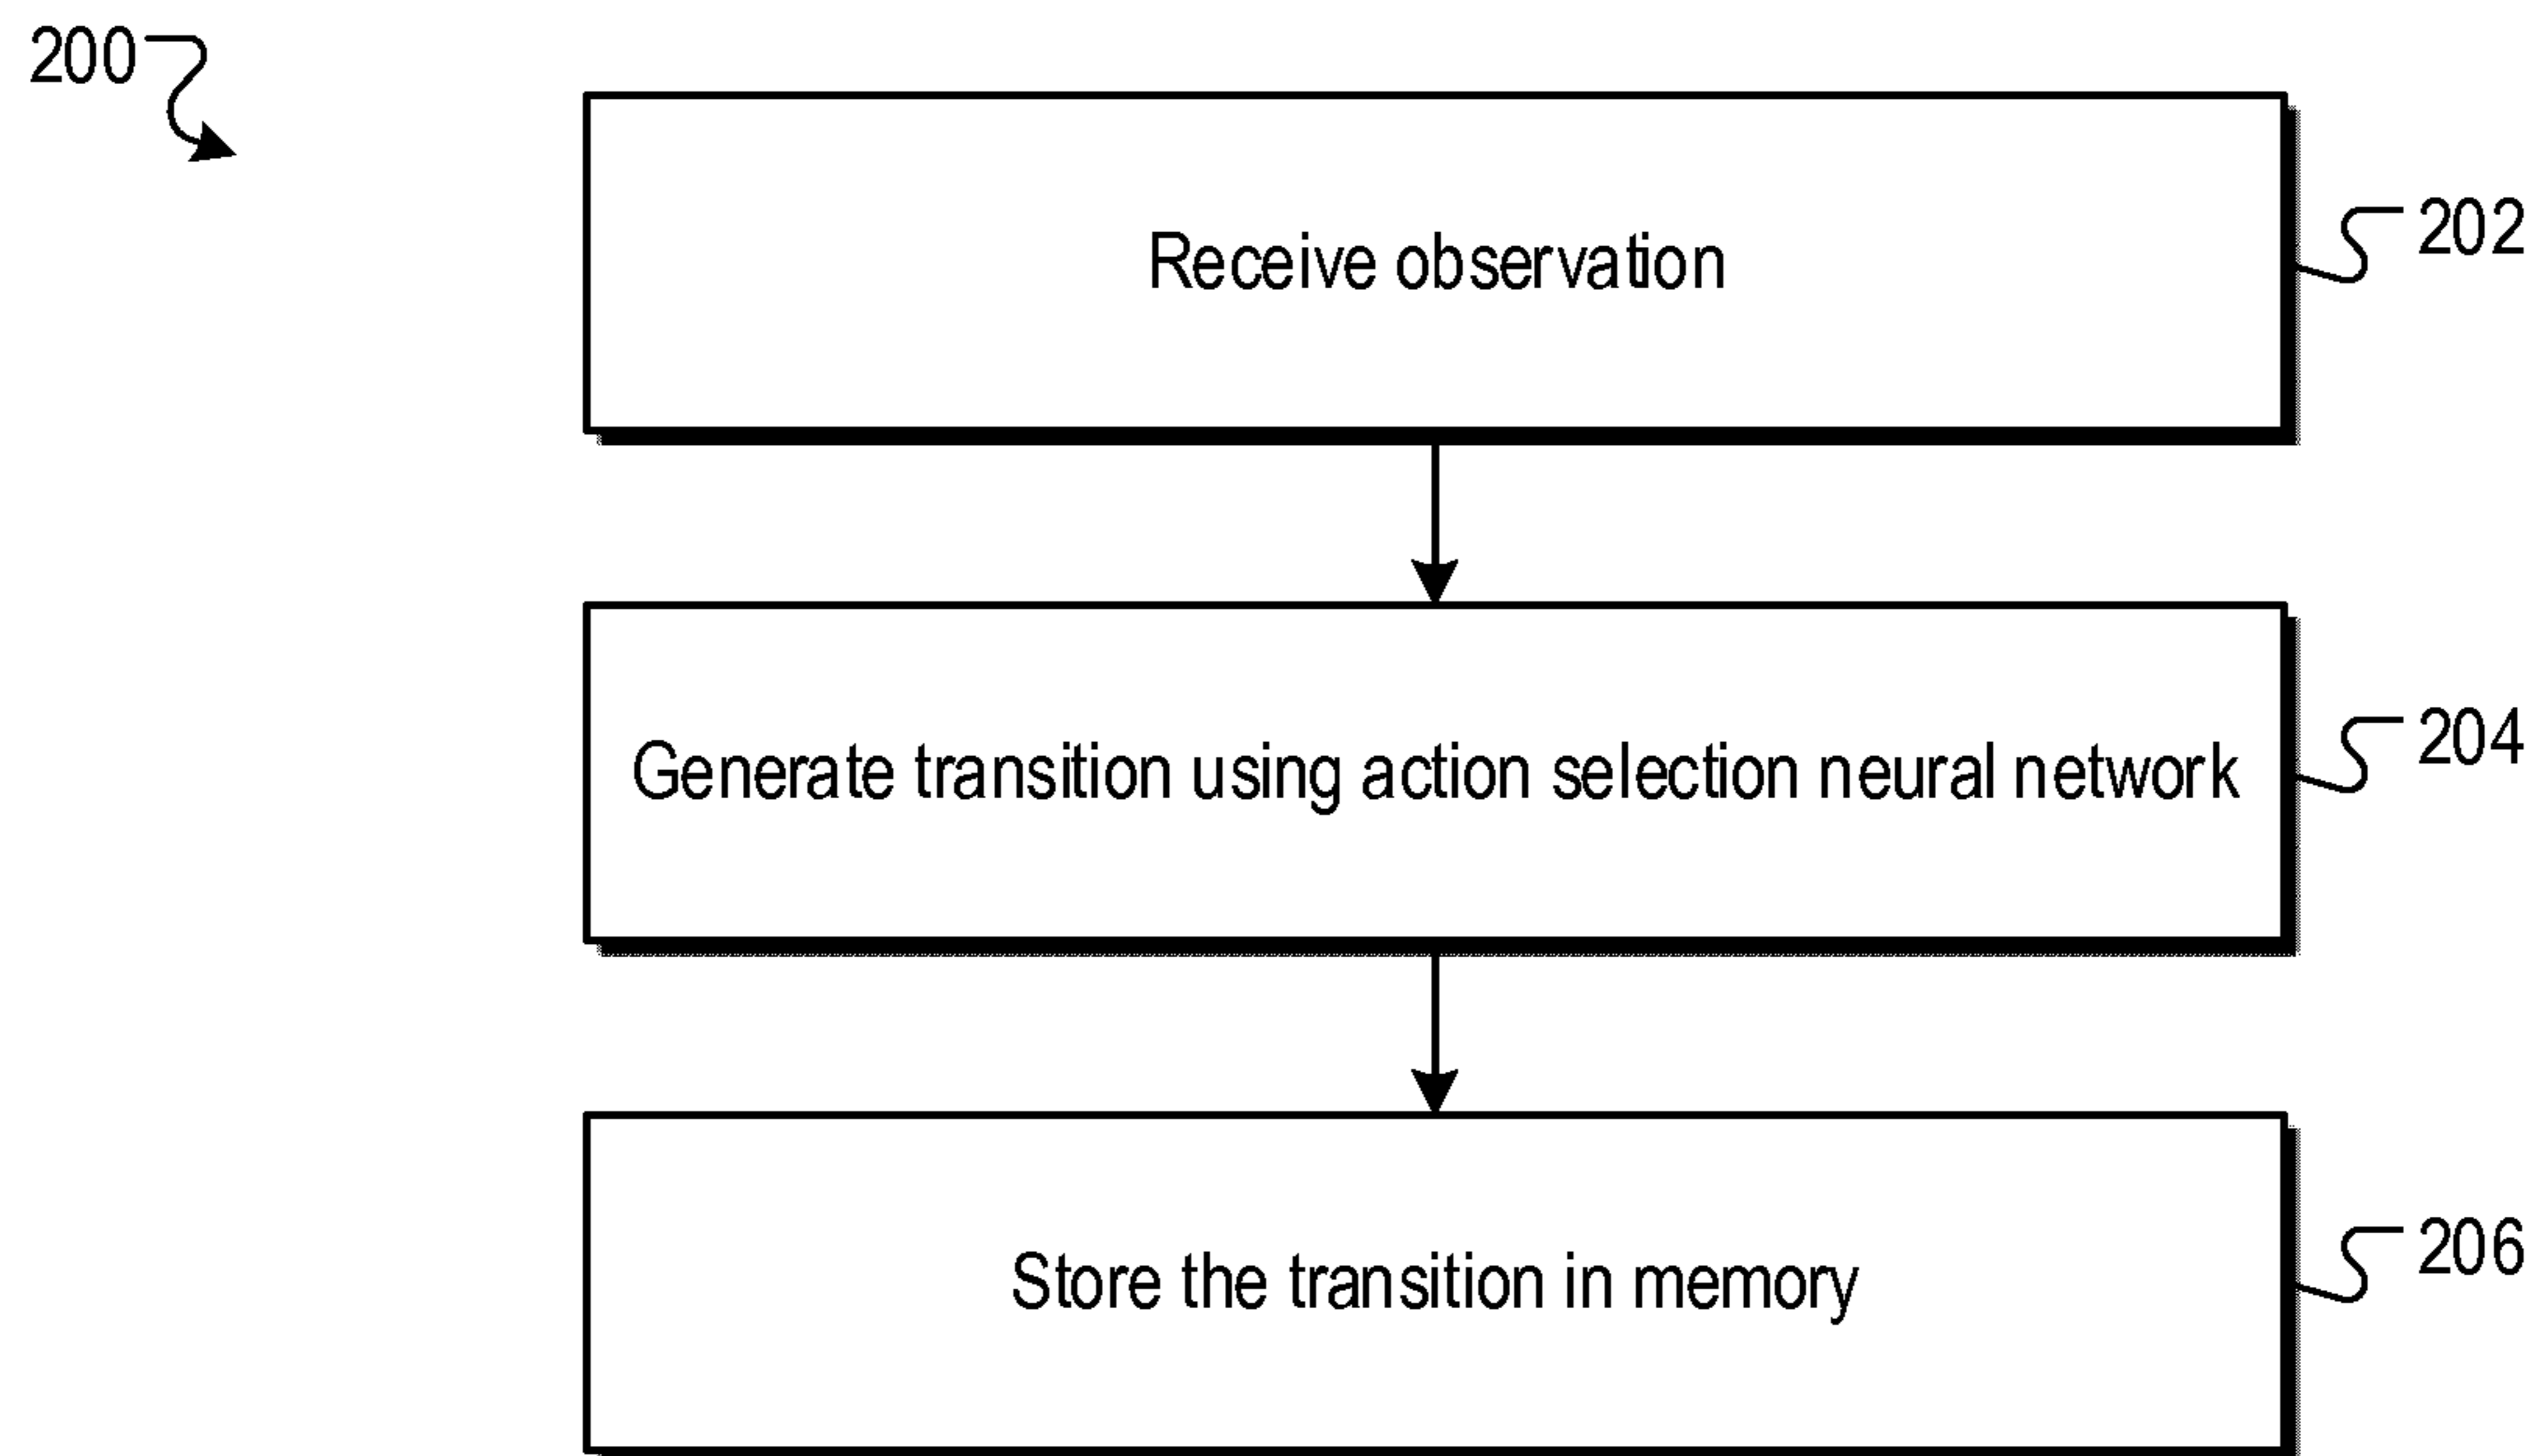 200
Receive observation
202
Generate transition using action selection neural network
204
Store the transition in memory
206